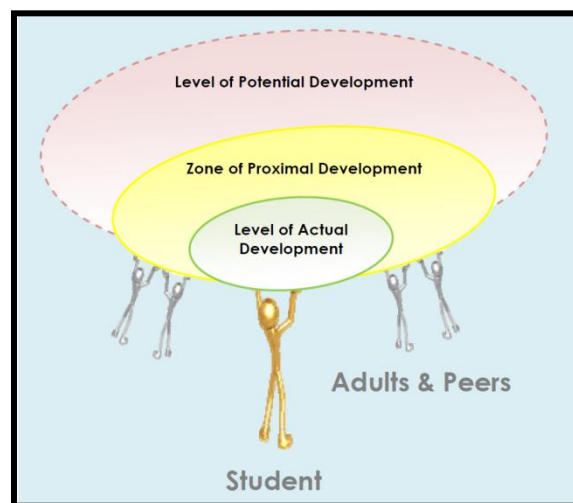 Level of Potential Development
Zone of Proximal Development
Level of Actual
Development
Adults & Peers
Student